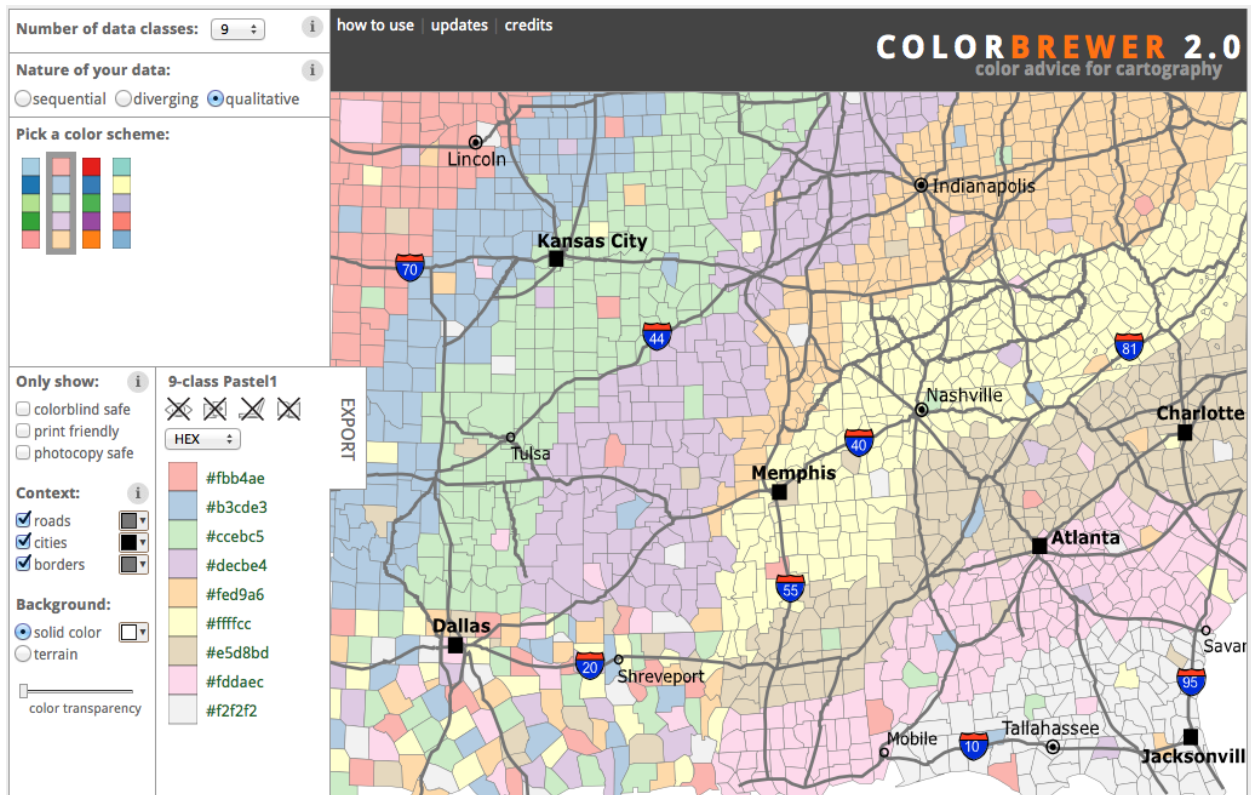 Number of data classes: 9 i
how to use | updates | credits
COLORBREWER 2.0
color advice for cartography
Nature of your data: i
sequential diverging qualitative
Pick a color scheme:
Only show: i
colorblind safe
print friendly
photocopy safe
Context: i
roads
cities
borders
Background:
solid color
terrain
color transparency
9-class Pastel1
HEX
#fbb4ae
#b3cde3
#ccebc5
#decbe4
#fed9a6
#ffffcc
#e5d8bd
#fddaec
#f2f2f2
EXPORT
Lincoln
Indianapolis
Kansas City
70
44
81
Nashville
Charlotte
40
Tulsa
Memphis
Atlanta
55
Dallas
20
Shreveport
Savar
95
Tallahassee
Mobile
10
Jacksonvill